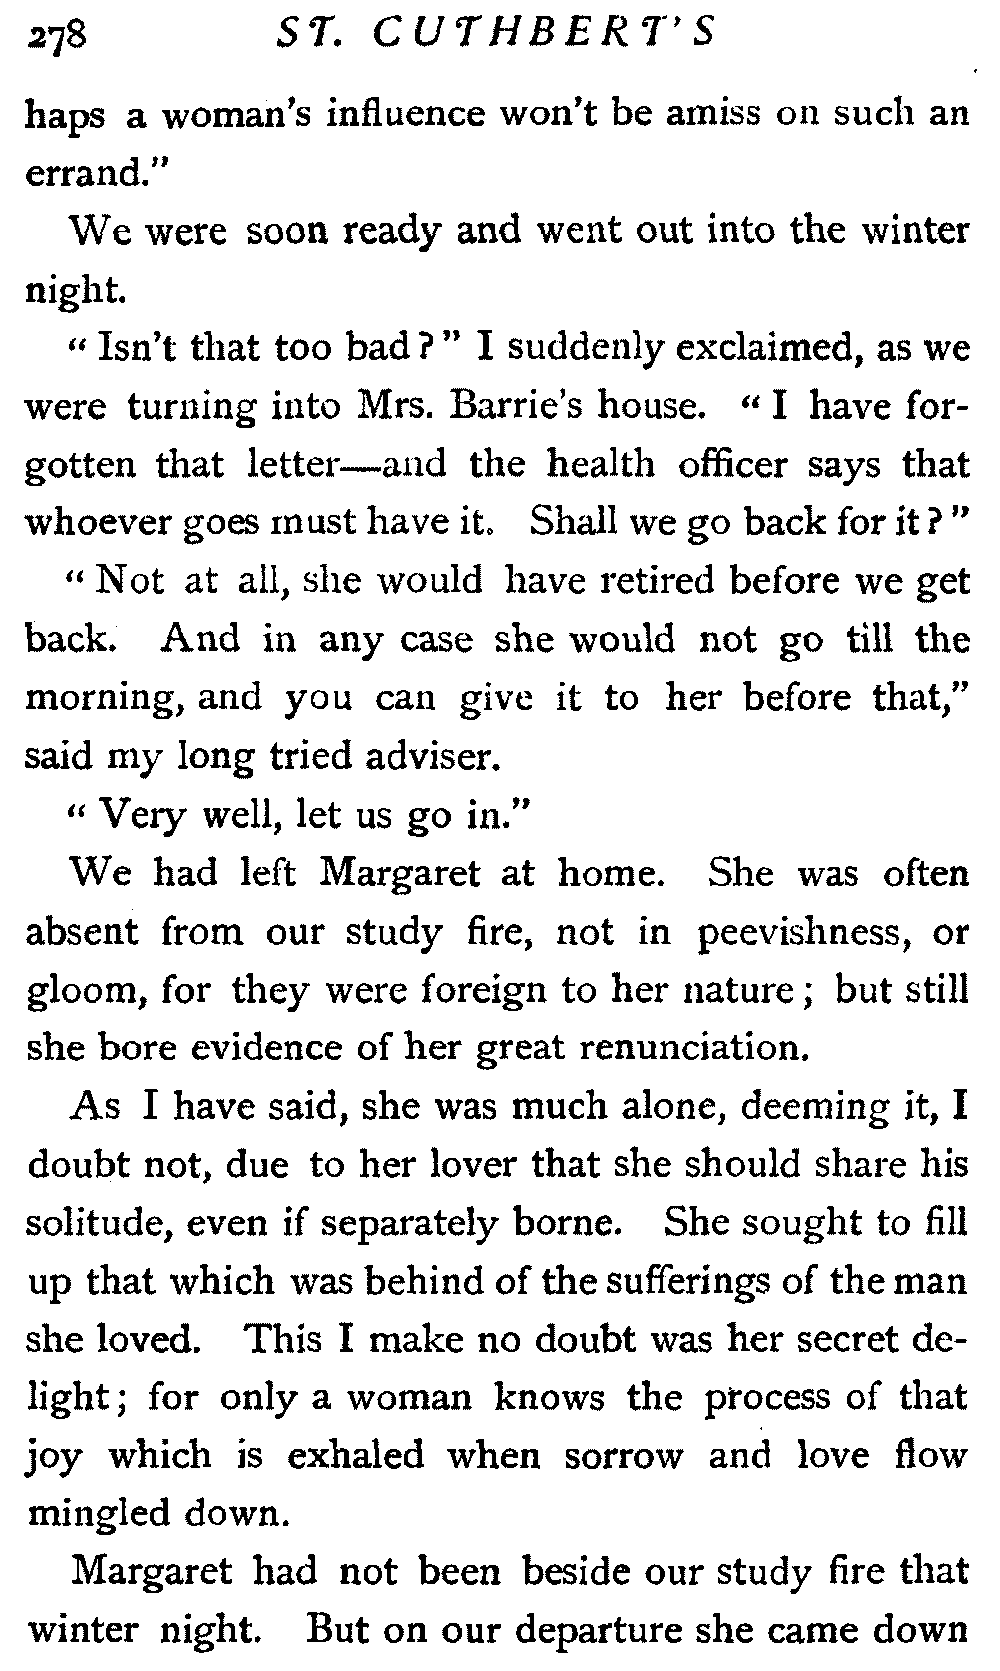 278 ST. CUTHBERT'S
haps a woman's influence won't be amiss on such an
errand."
We were soon ready and went out into the winter
night.
" Isn't that too bad?" I suddenly exclaimed, as we
were turning into Mrs. Barrie's house. " I have for-
gotten that letter—and the health officer says that
whoever goes must have it. Shall we go back for it?"
" Not at all, she would have retired before we get
back. And in any case she would not go till the
morning, and you can give it to her before that,"
said my long tried adviser.
" Very well, let us go in."
We had left Margaret at home. She was often
absent from our study fire, not in peevishness, or
gloom, for they were foreign to her nature; but still
she bore evidence of her great renunciation.
As I have said, she was much alone, deeming it, I
doubt not, due to her lover that she should share his
solitude, even if separately borne. She sought to fill
up that which was behind of the sufferings of the man
she loved. This I make no doubt was her secret de-
light; for only a woman knows the process of that
joy which is exhaled when sorrow and love flow
mingled down.
Margaret had not been beside our study fire that
winter night. But on our departure she came down